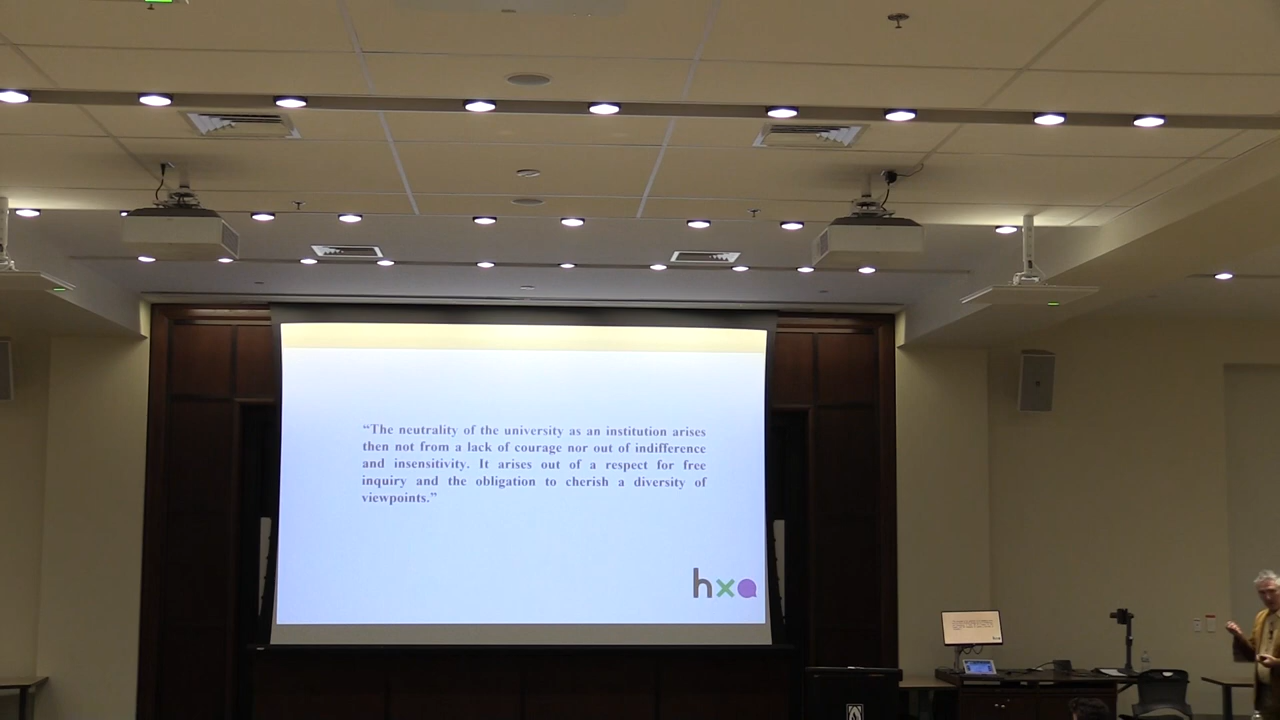 “The neutrality of the university as an institution arises
then not from a lack of courage nor out of indifference
and insensitivity. It arises out of a respect for free
inquiry and the obligation to cherish a diversity of
viewpoints.”
hxa